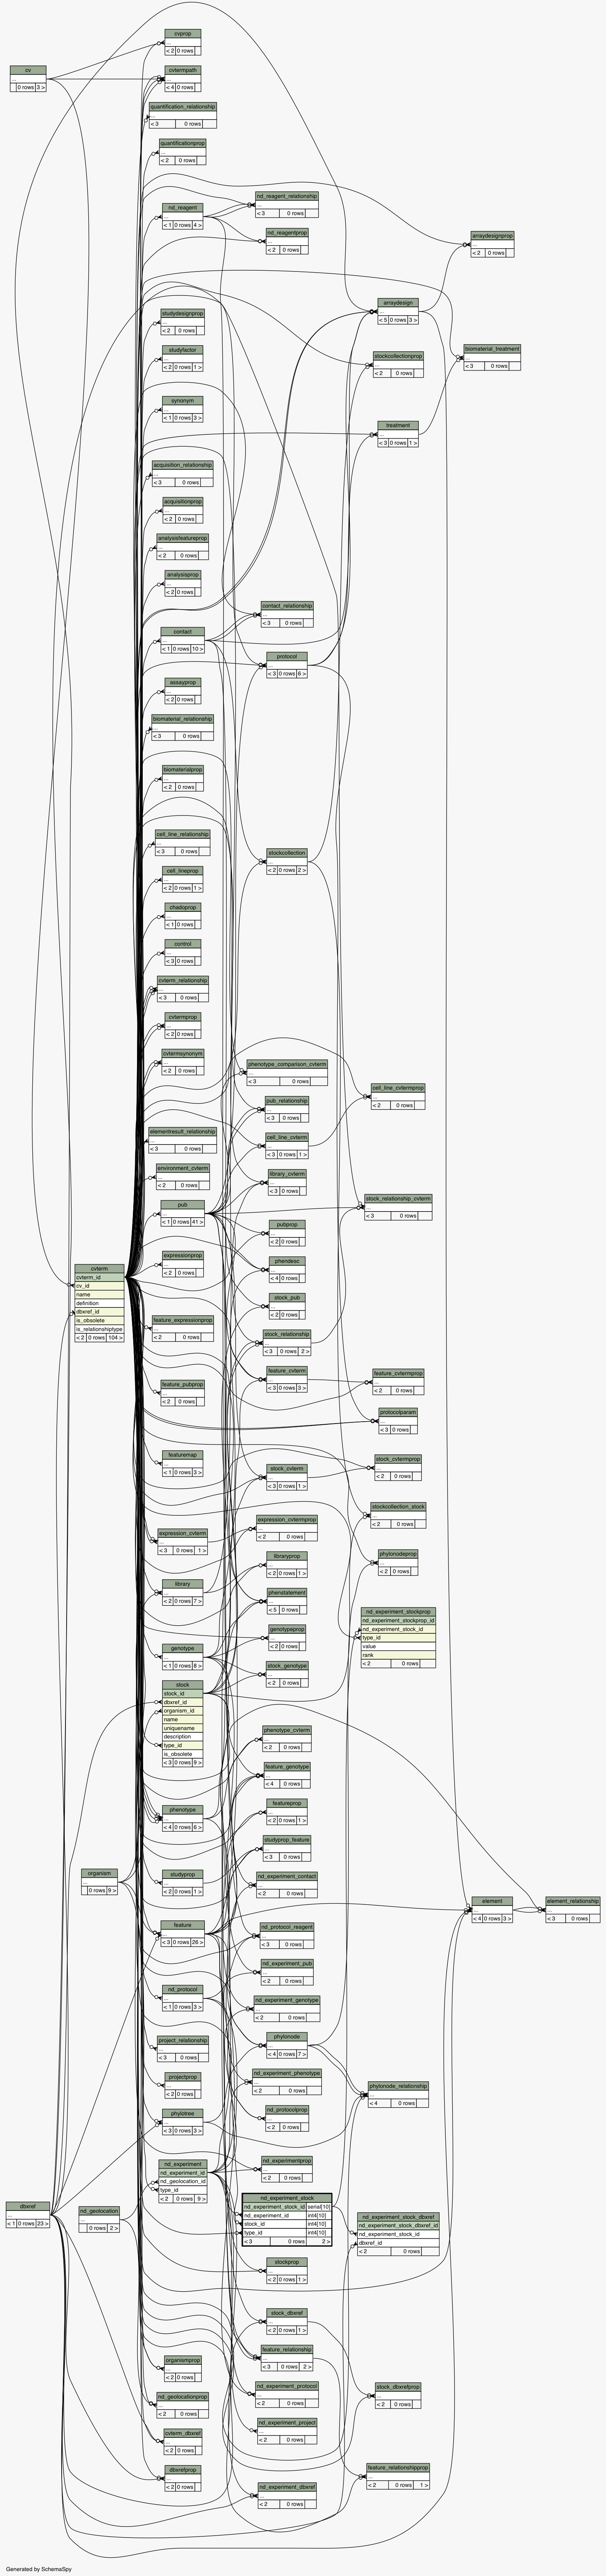 cvprop
...
< 2 0 rows
cv
...
0 rows 3 >
cvtermpath
...
< 4 0 rows
quantification_relationship
...
< 3 0 rows
quantificationprop
...
< 2 0 rows
nd_reagent_relationship
...
< 3 0 rows
nd_reagent
...
< 1 0 rows 4 >
nd_reagentprop
...
< 2 0 rows
arraydesignprop
...
< 2 0 rows
arraydesign
...
< 5 0 rows 3 >
studydesignprop
...
< 2 0 rows
studyfactor
...
< 2 0 rows 1 >
stockcollectionprop
...
< 2 0 rows
biomaterial_treatment
...
< 3 0 rows
synonym
...
< 1 0 rows 3 >
treatment
...
< 3 0 rows 1 >
acquisition_relationship
...
< 3 0 rows
acquisitionprop
...
< 2 0 rows
analysisfeatureprop
...
< 2 0 rows
analysisprop
...
< 2 0 rows
contact_relationship
...
< 3 0 rows
contact
...
< 1 0 rows 10 >
protocol
...
< 3 0 rows 6 >
assayprop
...
< 2 0 rows
biomaterial_relationship
...
< 3 0 rows
biomaterialprop
...
< 2 0 rows
cell_line_relationship
...
< 3 0 rows
stockcollection
...
< 2 0 rows 2 >
cell_lineprop
...
< 2 0 rows 1 >
chadoprop
...
< 1 0 rows
control
...
< 3 0 rows
cvterm_relationship
...
< 3 0 rows
cvtermprop
...
< 2 0 rows
cvtermsynonym
...
< 2 0 rows
phenotype_comparison_cvterm
...
< 3 0 rows
cell_line_cvtermprop
...
< 2 0 rows
pub_relationship
...
< 3 0 rows
elementresult_relationship
...
< 3 0 rows
cell_line_cvterm
...
< 3 0 rows 1 >
environment_cvterm
...
< 2 0 rows
library_cvterm
...
< 3 0 rows
stock_relationship_cvterm
...
< 3 0 rows
pub
...
< 1 0 rows 41 >
pubprop
...
< 2 0 rows
expressionprop
...
< 2 0 rows
phendesc
...
< 4 0 rows
cvterm
cvterm_id
cv_id
name
definition
dbxref_id
is_obsolete
is_relationshiptype
< 2 0 rows 104 >
stock_pub
...
< 2 0 rows
feature_expressionprop
...
< 2 0 rows
stock_relationship
...
< 3 0 rows 2 >
feature_cvterm
...
< 3 0 rows 3 >
feature_cvtermprop
...
< 2 0 rows
feature_pubprop
...
< 2 0 rows
protocolparam
...
< 3 0 rows
featuremap
...
< 1 0 rows 3 >
stock_cvtermprop
...
< 2 0 rows
stock_cvterm
...
< 3 0 rows 1 >
stockcollection_stock
...
< 2 0 rows
expression_cvtermprop
...
< 2 0 rows
expression_cvterm
...
< 3 0 rows 1 >
libraryprop
...
< 2 0 rows 1 >
phylonodeprop
...
< 2 0 rows
library
...
< 2 0 rows 7 >
phenstatement
...
< 5 0 rows
nd_experiment_stockprop
nd_experiment_stockprop_id
nd_experiment_stock_id
type_id
value
rank
< 2 0 rows
genotypeprop
...
< 2 0 rows
genotype
...
< 1 0 rows 8 >
stock_genotype
...
< 2 0 rows
stock
stock_id
dbxref_id
organism_id
name
uniquename
description
type_id
is_obsolete
< 3 0 rows 9 >
phenotype_cvterm
...
< 2 0 rows
feature_genotype
...
< 4 0 rows
phenotype
...
< 4 0 rows 6 >
featureprop
...
< 2 0 rows 1 >
studyprop_feature
...
< 3 0 rows
organism
...
0 rows 9 >
studyprop
...
< 2 0 rows 1 >
nd_experiment_contact
...
< 2 0 rows
element
...
< 4 0 rows 3 >
element_relationship
...
< 3 0 rows
feature
...
< 3 0 rows 26 >
nd_protocol_reagent
...
< 3 0 rows
nd_experiment_pub
...
< 2 0 rows
nd_protocol
...
< 1 0 rows 3 >
nd_experiment_genotype
...
< 2 0 rows
project_relationship
...
< 3 0 rows
phylonode
...
< 4 0 rows 7 >
projectprop
...
< 2 0 rows
nd_experiment_phenotype
...
< 2 0 rows
phylonode_relationship
...
< 4 0 rows
phylotree
...
< 3 0 rows 3 >
nd_protocolprop
...
< 2 0 rows
nd_experiment
nd_experiment_id
nd_geolocation_id
type_id
< 2 0 rows 9 >
nd_experimentprop
...
< 2 0 rows
dbxref
...
< 1 0 rows 23 >
nd_geolocation
...
0 rows 2 >
nd_experiment_stock
nd_experiment_stock_id serial[10]
nd_experiment_id int4[10]
stock_id int4[10]
type_id int4[10]
< 3 0 rows 2 >
nd_experiment_stock_dbxref
nd_experiment_stock_dbxref_id
nd_experiment_stock_id
dbxref_id
< 2 0 rows
stockprop
...
< 2 0 rows 1 >
stock_dbxref
...
< 2 0 rows 1 >
feature_relationship
...
< 3 0 rows 2 >
organismprop
...
< 2 0 rows
nd_geolocationprop
...
< 2 0 rows
nd_experiment_protocol
...
< 2 0 rows
stock_dbxrefprop
...
< 2 0 rows
nd_experiment_project
...
< 2 0 rows
cvterm_dbxref
...
< 2 0 rows
dbxrefprop
...
< 2 0 rows
feature_relationshipprop
...
< 2 0 rows 1 >
nd_experiment_dbxref
...
< 2 0 rows
Generated by SchemaSpy